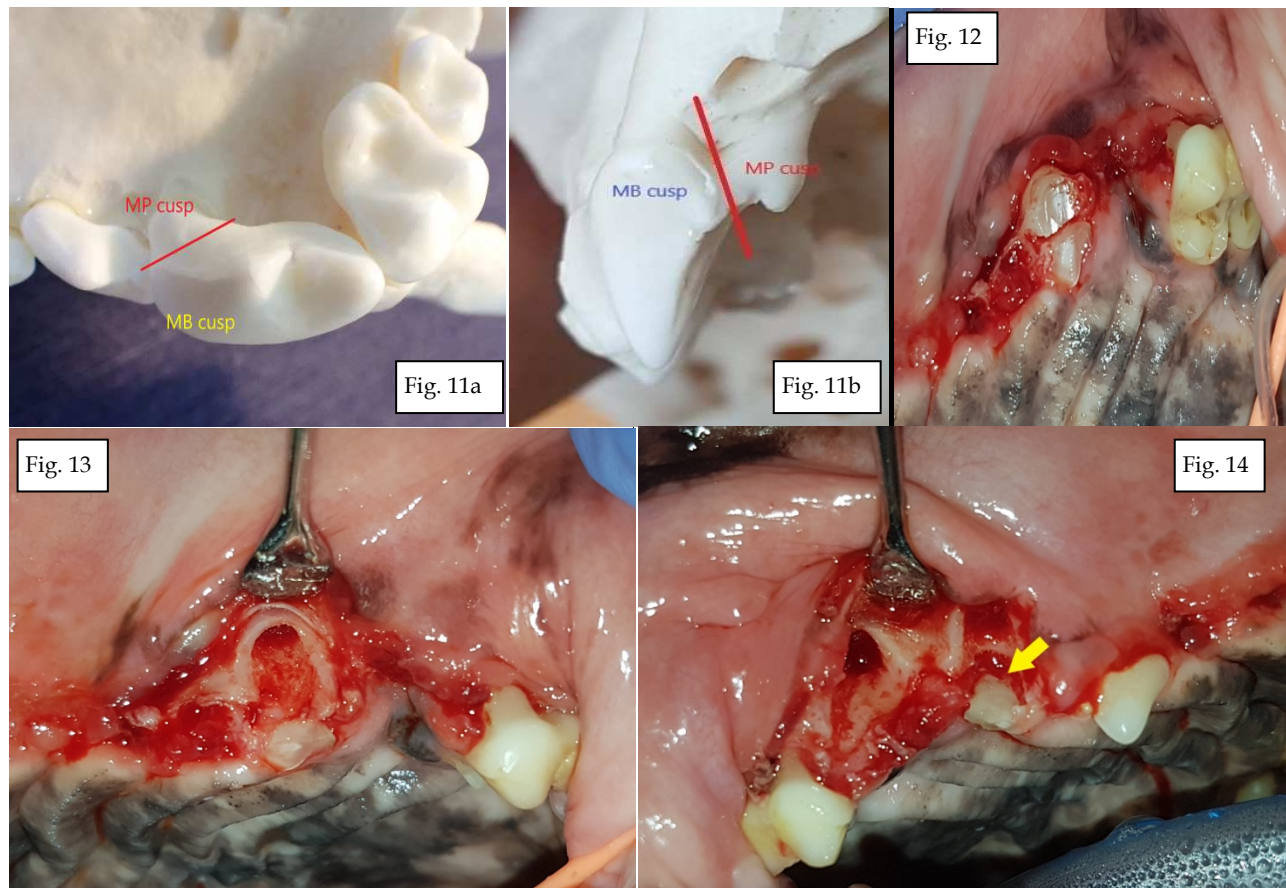 Fig. 12
MP cusp
MB cusp
Fig. 11a
MB cusp
MP cusp
Fig. 11b
Fig. 13
Fig. 14